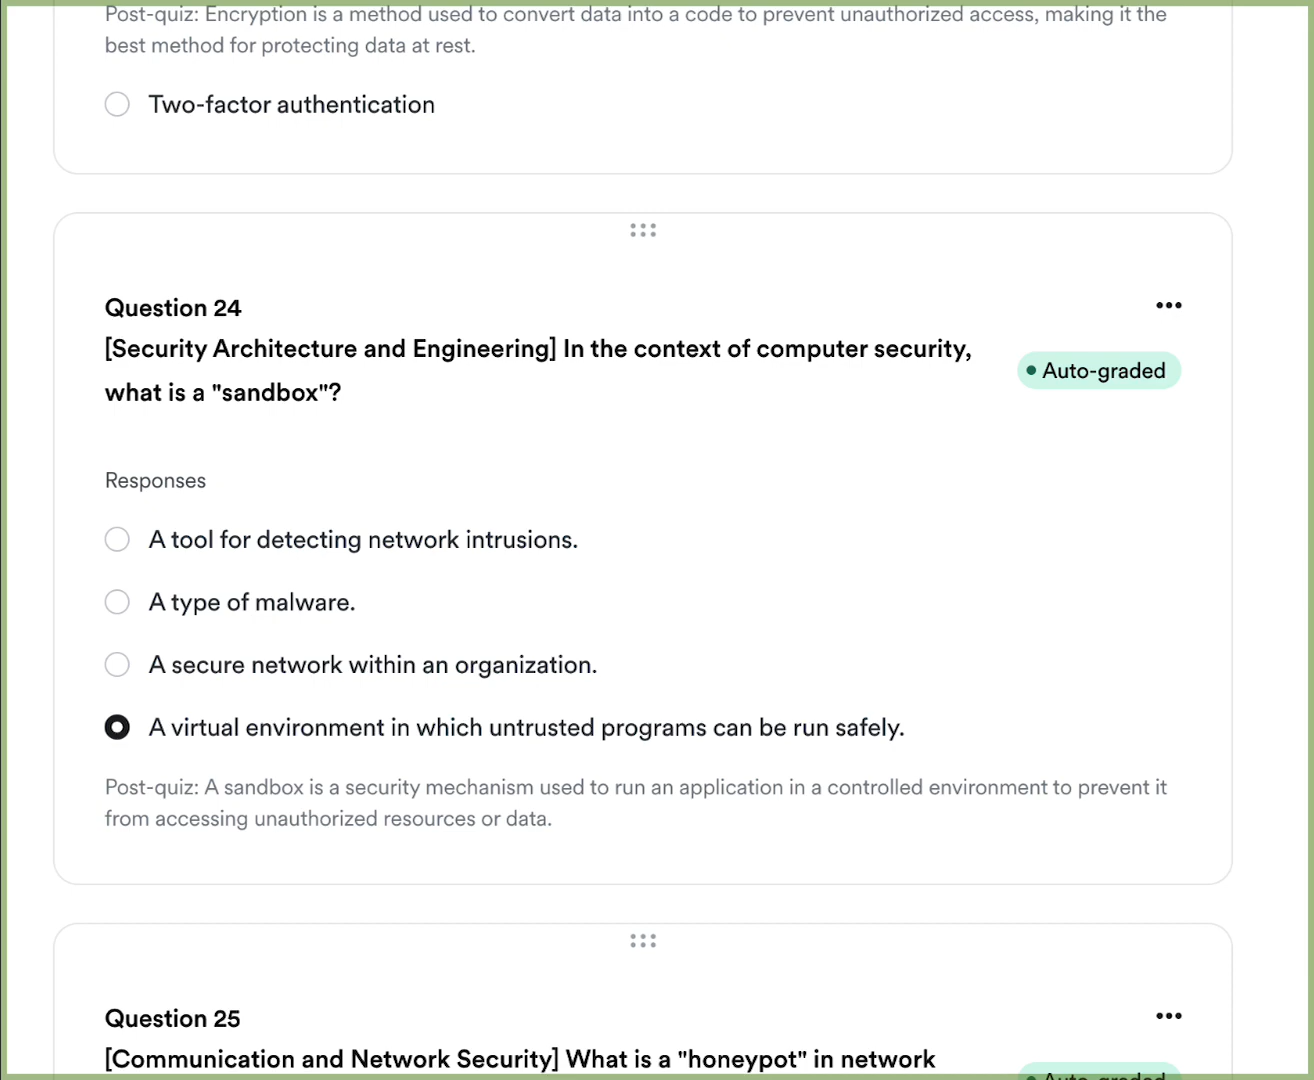 Post-quiz: Encryption is a method used to convert data into a code to prevent unauthorized access, making it the
best method for protecting data at rest.
Two-factor authentication
Question 24
[Security Architecture and Engineering] In the context of computer security,
what is a "sandbox"?
Auto-graded
Responses
A tool for detecting network intrusions.
A type of malware.
A secure network within an organization.
A virtual environment in which untrusted programs can be run safely.
Post-quiz: A sandbox is a security mechanism used to run an application in a controlled environment to prevent it
from accessing unauthorized resources or data.
Question 25
[Communication and Network Security] What is a "honeypot" in network
Auto-graded